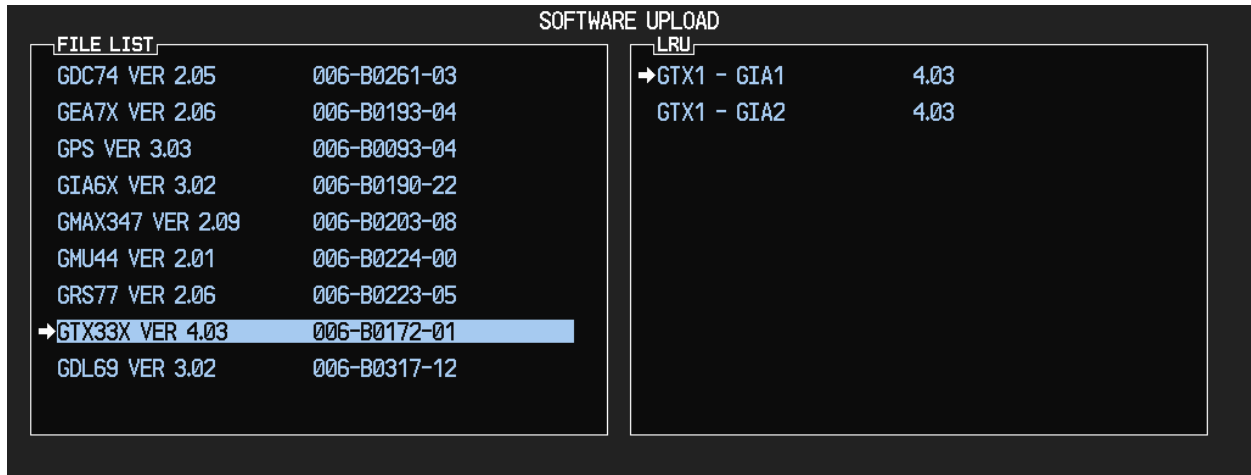 SOFTWARE UPLOAD
FILE LIST
GDC74 VER 2.05 006-B0261-03
GEA7X VER 2.06 006-B0193-04
GPS VER 3.03 006-B0093-04
GIA6X VER 3.02 006-B0190-22
GMAX347 VER 2.09 006-B0203-08
GMU44 VER 2.01 006-B0224-00
GRS77 VER 2.06 006-B0223-05
GTX33X VER 4.03 006-B0172-01
GDL69 VER 3.02 006-B0317-12
LRU
GTX1 - GIA1 4.03
GTX1 - GIA2 4.03